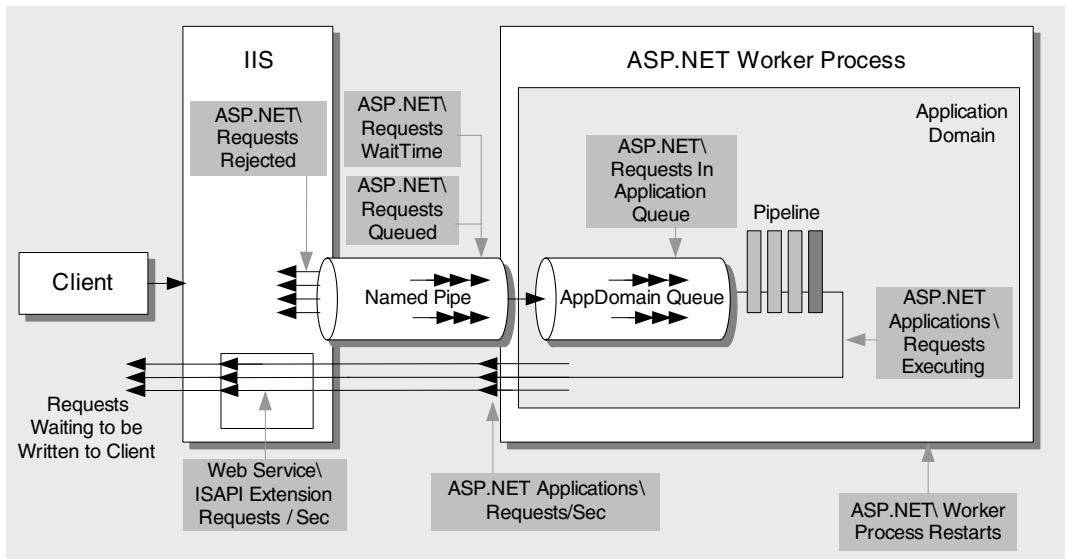 IIS
ASP.NET Worker Process
ASP.NET\
Requests
Rejected
ASP.NET\
Requests
WaitTime
ASP.NET\
Requests
Queued
ASP.NET\
Requests In
Application
Queue
Application
Domain
Pipeline
Client
Named Pipe
AppDomain Queue
ASP.NET
Applications\
Requests
Executing
Requests
Waiting to be
Written to Client
Web Service\
ISAPI Extension
Requests / Sec
ASP.NET Applications\
Requests/Sec
ASP.NET\ Worker
Process Restarts